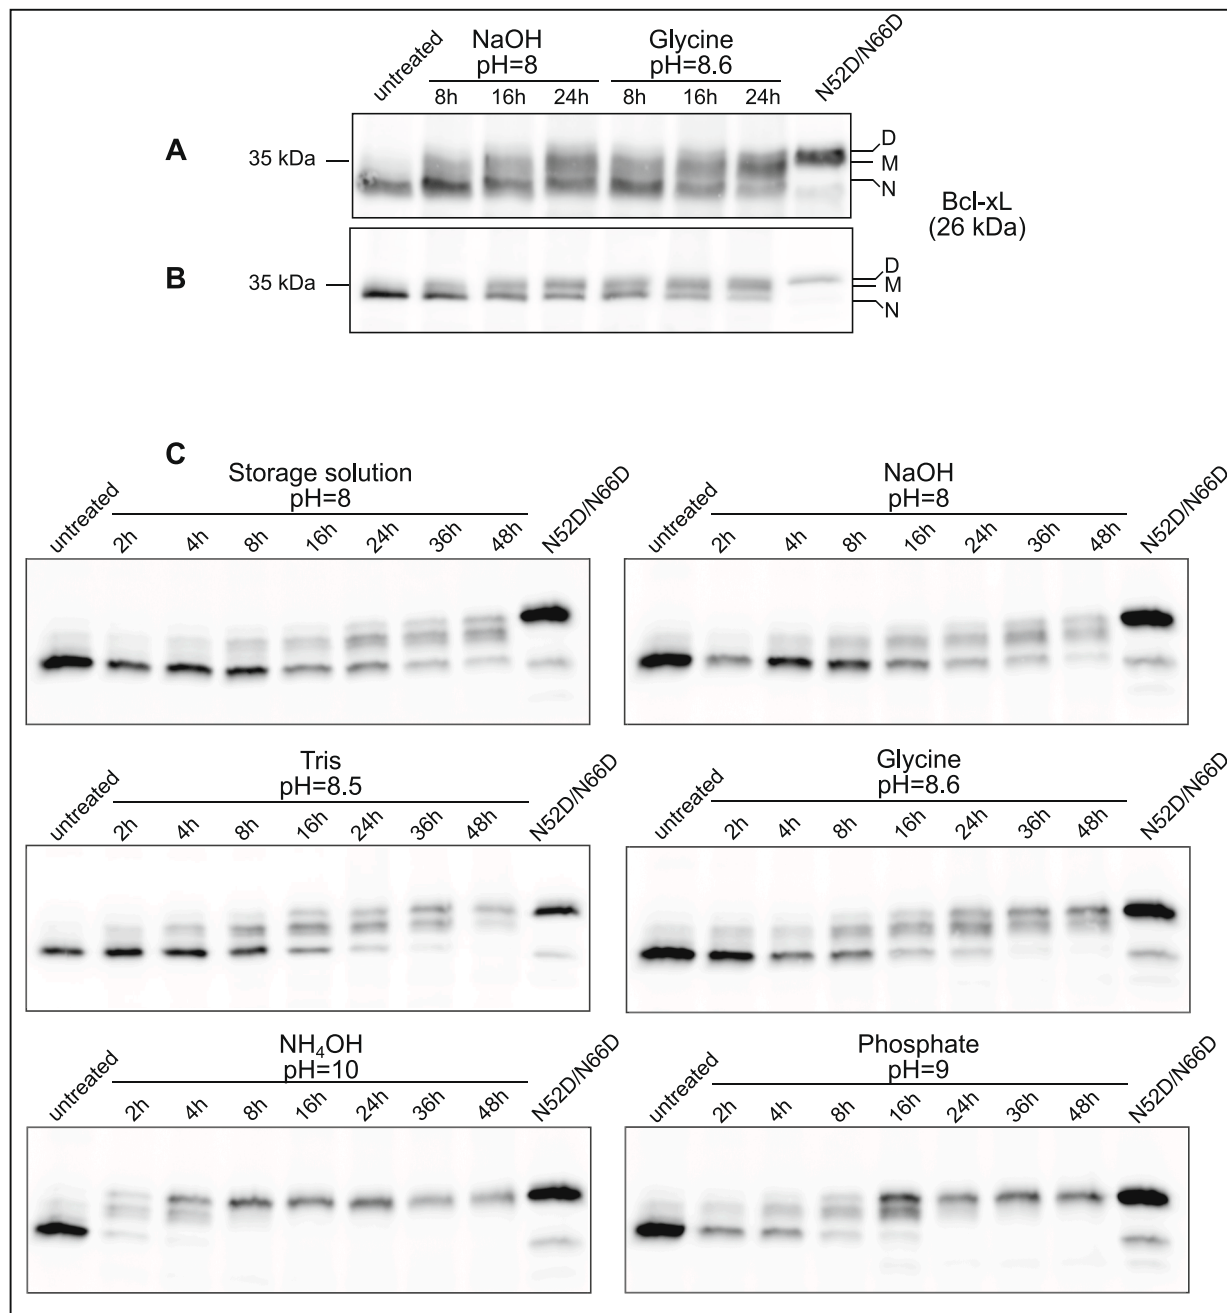 untreated
NaOH
pH=8
Glycine
pH=8.6
N52D/N66D
8h 16h 24h 8h 16h 24h
A
35 kDa
D
M
N
Bcl-xL
(26 kDa)
B
35 kDa
D
M
N
C
untreated
Storage solution
pH=8
N52D/N66D
2h 4h 8h 16h 24h 36h 48h
untreated
NaOH
pH=8
N52D/N66D
2h 4h 8h 16h 24h 36h 48h
untreated
Tris
pH=8.5
N52D/N66D
2h 4h 8h 16h 24h 36h 48h
untreated
Glycine
pH=8.6
N52D/N66D
2h 4h 8h 16h 24h 36h 48h
untreated
NH₄OH
pH=10
N52D/N66D
2h 4h 8h 16h 24h 36h 48h
untreated
Phosphate
pH=9
N52D/N66D
2h 4h 8h 16h 24h 36h 48h